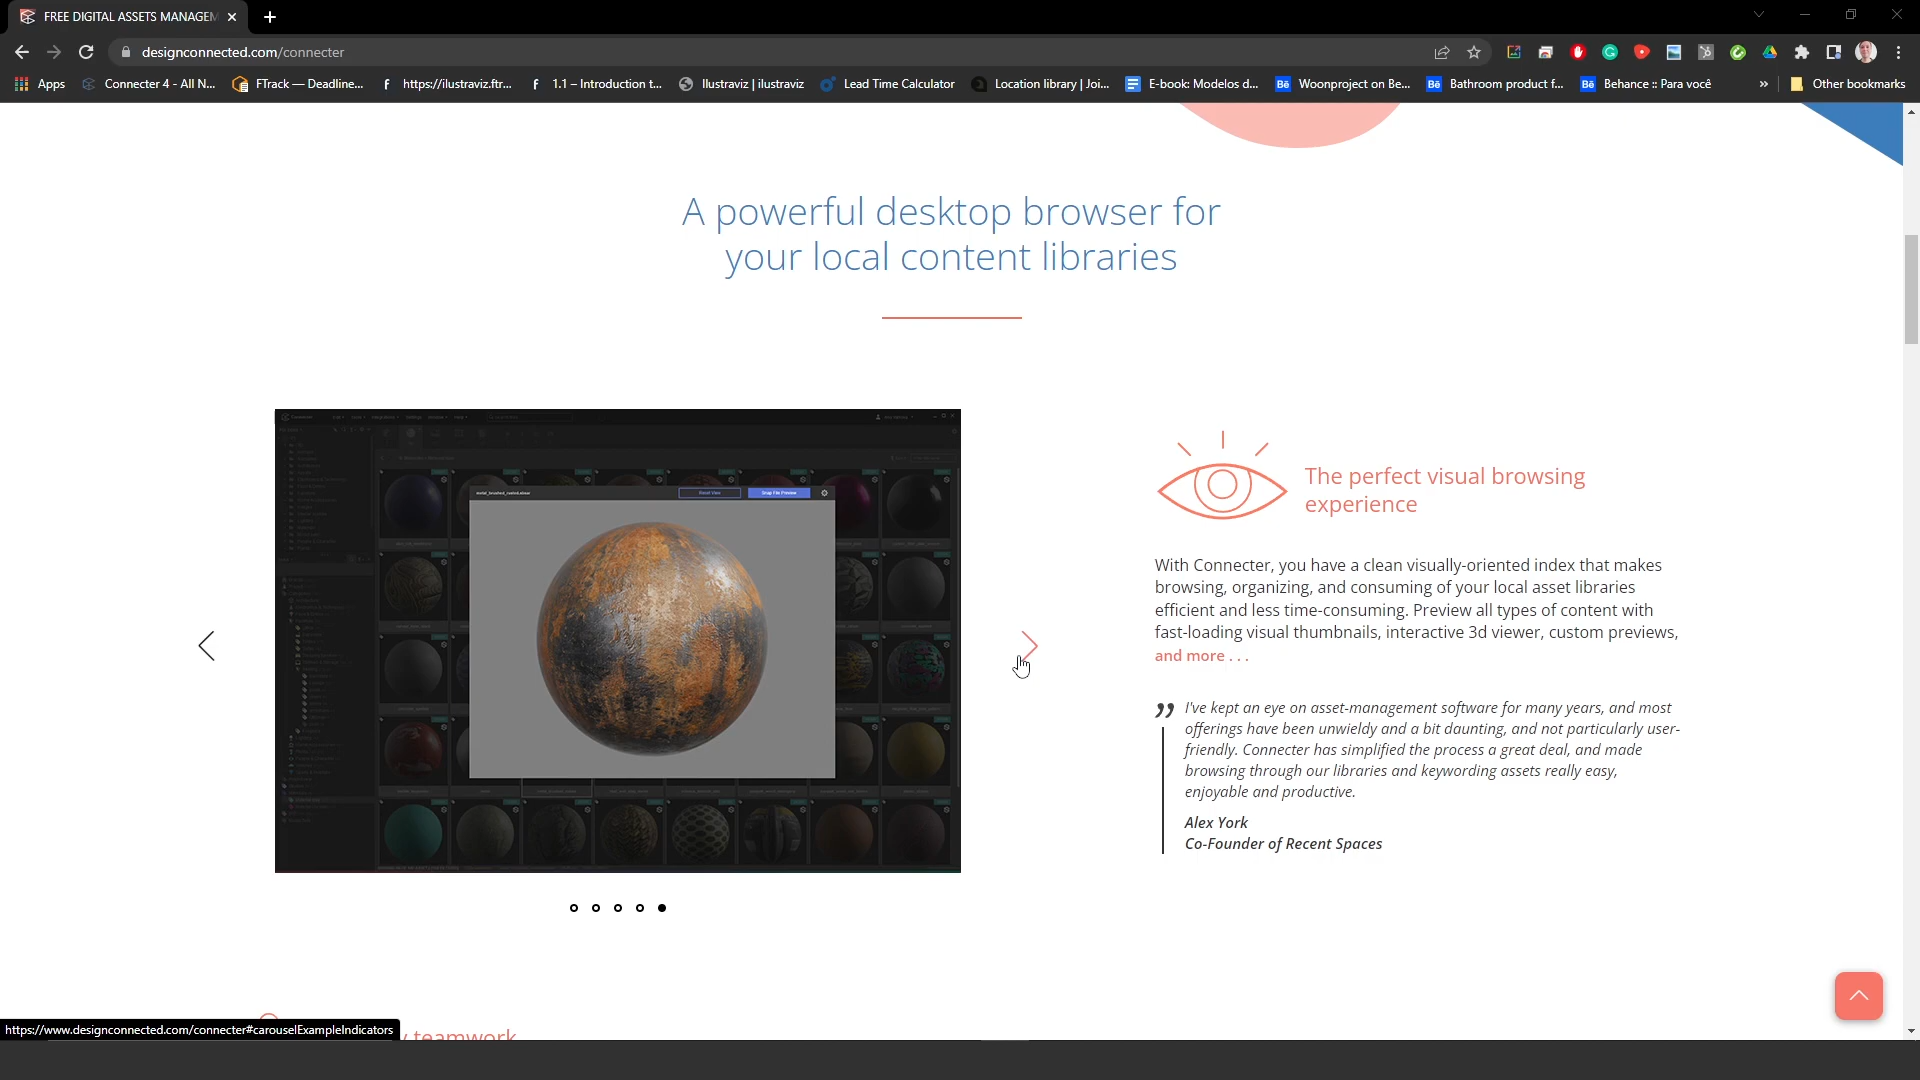 FREE DIGITAL ASSETS MANAGEM
designconnected.com/connecter
Apps
Connecter 4 - All N...
FTrack — Deadline...
https://ilustraviz.ftr...
1.1 – Introduction t...
Ilustraviz | ilustraviz
Lead Time Calculator
Location library | Joi...
E-book: Modelos d...
Bē Woonproject on Be...
Bē Bathroom product f...
Bē Behance :: Para você
»
Other bookmarks
A powerful desktop browser for
your local content libraries
Reset View
Snap File Preview
The perfect visual browsing
experience
With Connecter, you have a clean visually-oriented index that makes
browsing, organizing, and consuming of your local asset libraries
efficient and less time-consuming. Preview all types of content with
fast-loading visual thumbnails, interactive 3d viewer, custom previews,
and more . . .
” I've kept an eye on asset-management software for many years, and most
offerings have been unwieldy and a bit daunting, and not particularly user-
friendly. Connecter has simplified the process a great deal, and made
browsing through our libraries and keywording assets really easy,
enjoyable and productive.
Alex York
Co-Founder of Recent Spaces
teamwork
https://www.designconnected.com/connecter#carouselExampleIndicators